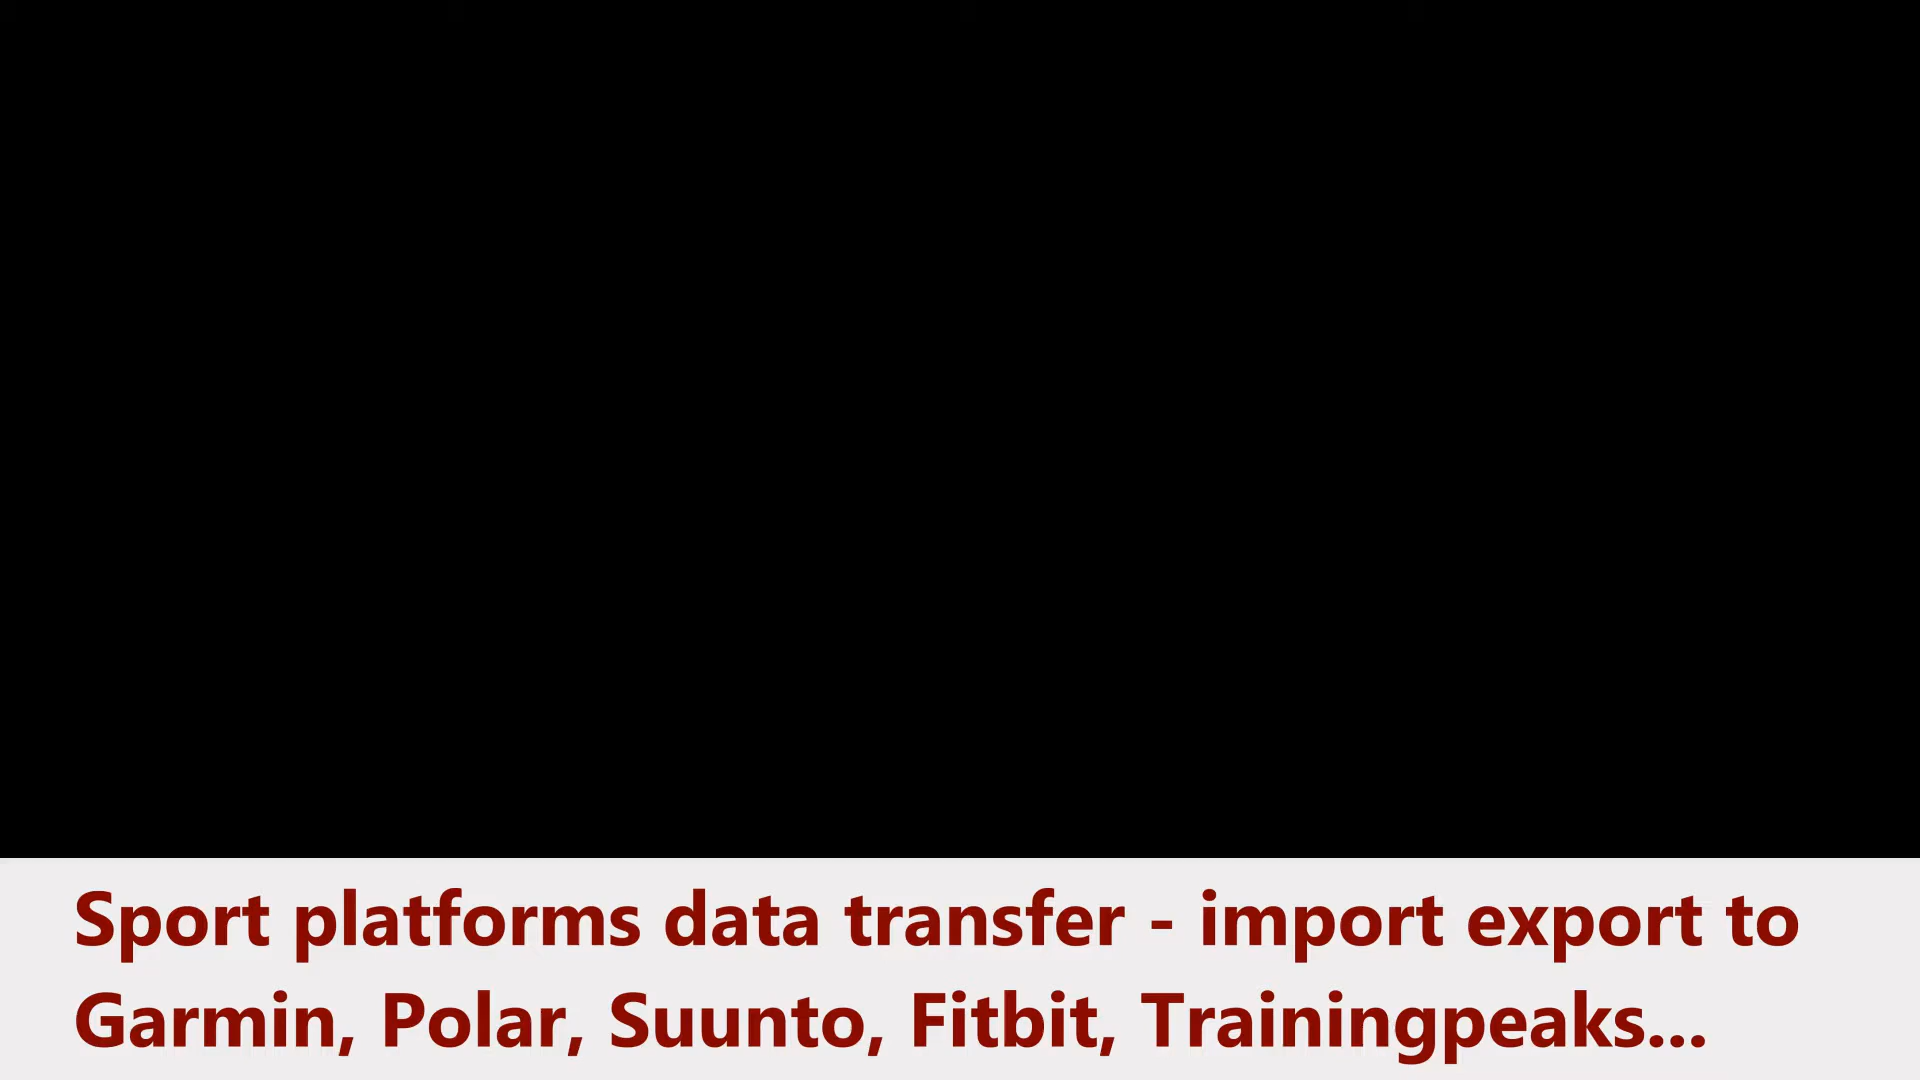 Sport platforms data transfer - import export to
Garmin, Polar, Suunto, Fitbit, Trainingpeaks...